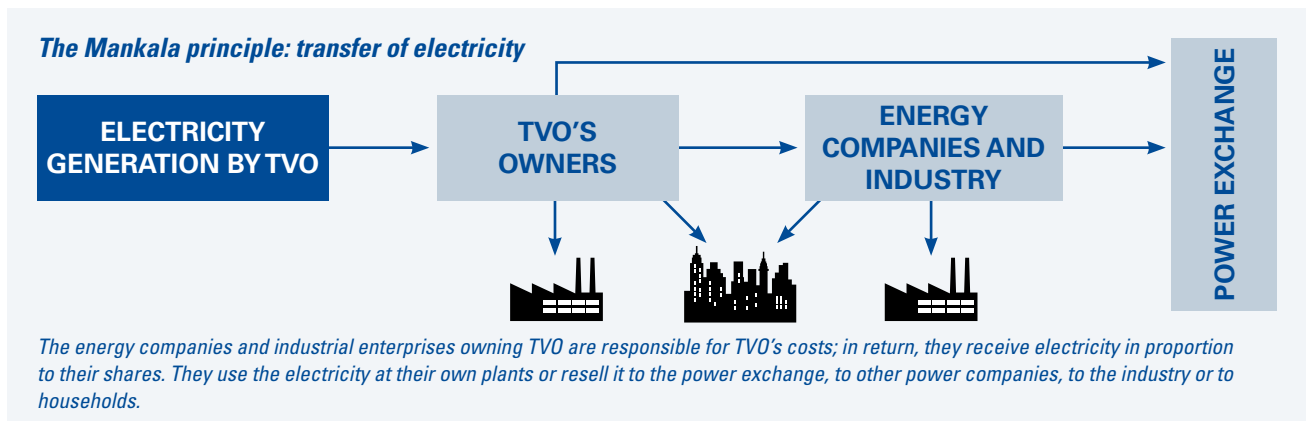 The Mankala principle: transfer of electricity
ELECTRICITY
GENERATION BY TVO
TVO'S
OWNERS
ENERGY
COMPANIES AND
INDUSTRY
POWER EXCHANGE
The energy companies and industrial enterprises owning TVO are responsible for TVO's costs; in return, they receive electricity in proportion
to their shares. They use the electricity at their own plants or resell it to the power exchange, to other power companies, to the industry or to
households.